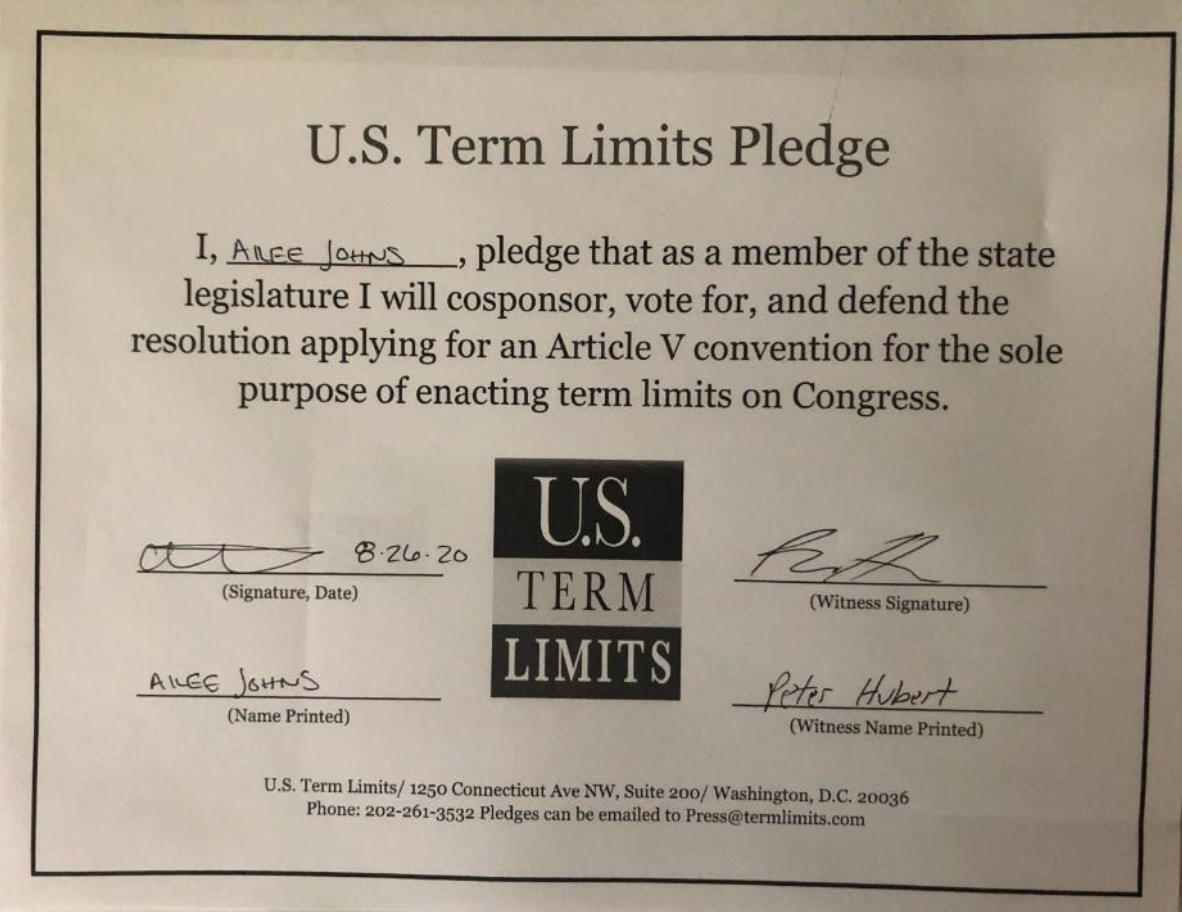 U.S. Term Limits Pledge
I, AILEE JOHNS, pledge that as a member of the state
legislature I will cosponsor, vote for, and defend the
resolution applying for an Article V convention for the sole
purpose of enacting term limits on Congress.
U.S.
TERM
LIMITS
8·26·20
(Signature, Date)
(Witness Signature)
AILEE JOHNS
(Name Printed)
Peter Hubert
(Witness Name Printed)
U.S. Term Limits/ 1250 Connecticut Ave NW, Suite 200/ Washington, D.C. 20036
Phone: 202-261-3532 Pledges can be emailed to Press@termlimits.com